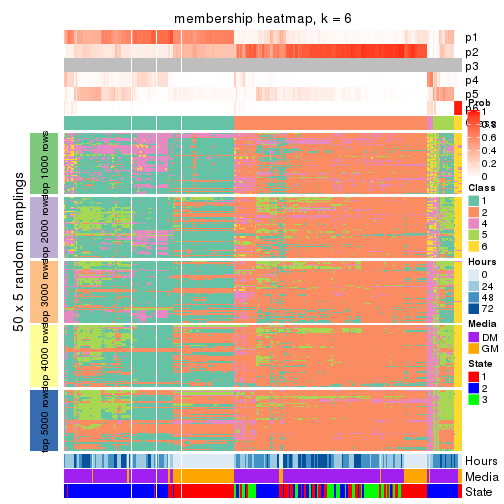 membership heatmap, k = 6
p1
p2
p3
p4
p5
p6
Class
Prob
1
0.8
0.6
0.4
0.2
0
Class
1
2
4
5
6
Hours
0
24
48
72
Media
DM
GM
State
1
2
3
50 x 5 random samplings
top 1000 rows
top 2000 rows
top 3000 rows
top 4000 rows
top 5000 rows
Hours
Media
State